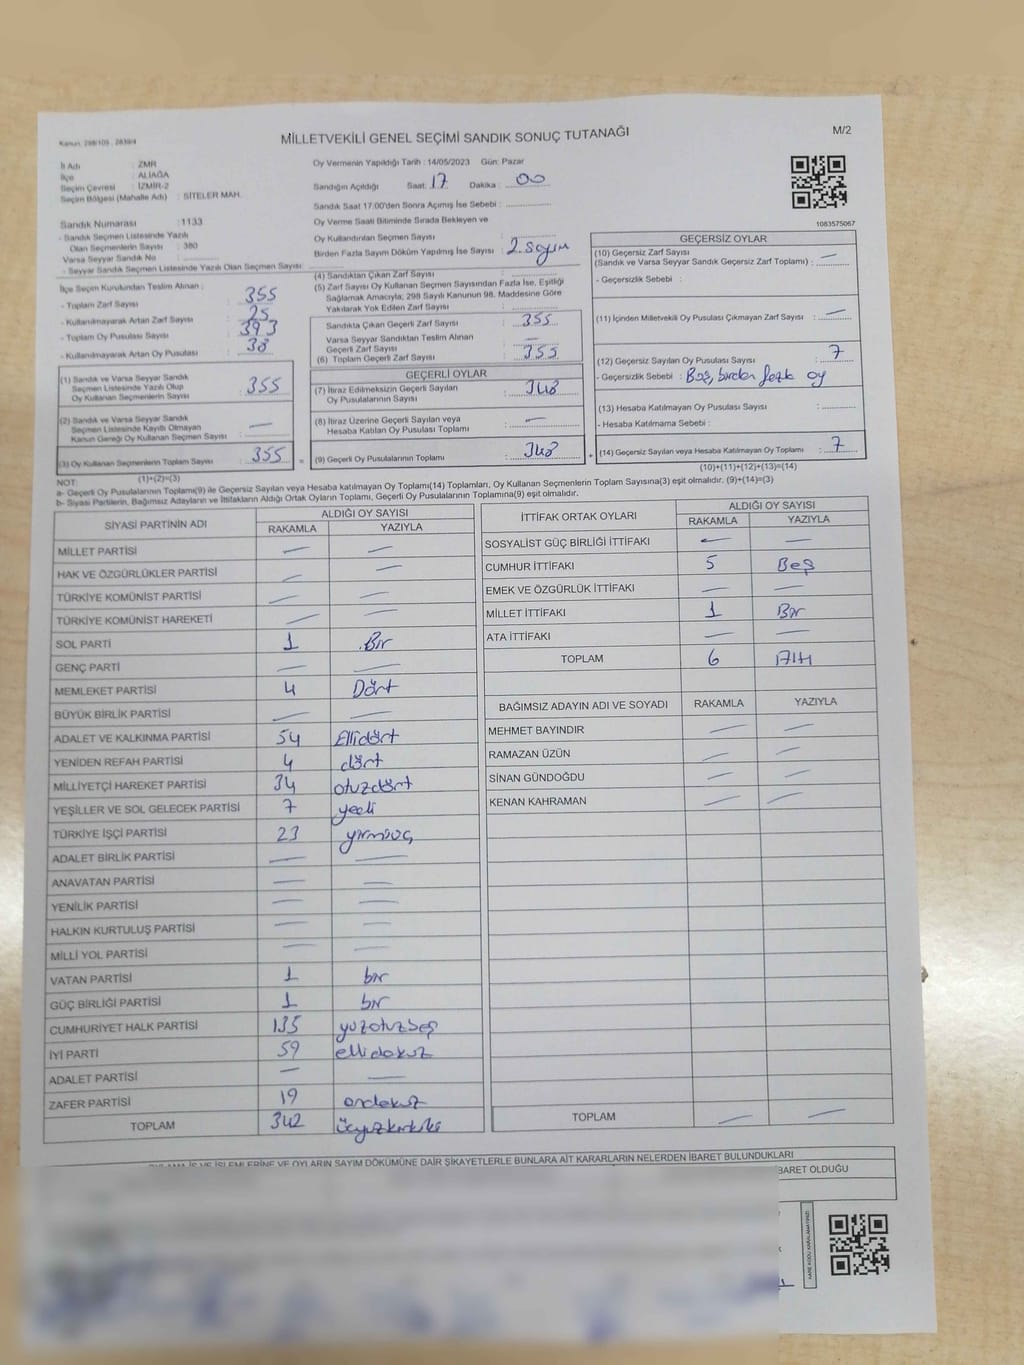 MİLLETVEKİLİ GENEL SEÇİMİ SANDIK SONUÇ TUTANAĞI
M/2
İl Adı : ZMR
İlçe : ALİAĞA
Seçim Çevresi : İZMİR-2
Seçim Bölgesi (Mahalle Adı) : SİTELER MAH.
Sandık Numarası : 1133
- Sandık Seçmen Listesinde Yazılı
Olan Seçmenlerin Sayısı : 380
Varsa Seyyar Sandık No
- Seyyar Sandık Seçmen Listesinde Yazılı Olan Seçmen Sayısı
Oy Vermenin Yapıldığı Tarih : 14/05/2023 Gün: Pazar
Sandığın Açıldığı Saat: 17 Dakika : 00
Sandık Saat 17:00'den Sonra Açımış İse Sebebi :
Oy Verme Saati Bitiminde Sırada Bekleyen ve
Oy Kullandırılan Seçmen Sayısı
Birden Fazla Sayım Döküm Yapılmış İse Sayısı : 2. sayım
1083575067
İlçe Seçim Kurulundan Teslim Alınan :
- Toplam Zarf Sayısı : 355
- Kullanılmayarak Artan Zarf Sayısı : 25
- Toplam Oy Pusulası Sayısı : 393
- Kullanılmayarak Artan Oy Pusulası : 38
(1) Sandık ve Varsa Seyyar Sandık
Seçmen Listesinde Yazılı Olup
Oy Kullanan Seçmenlerin Sayısı : 355
(2) Sandık ve Varsa Seyyar Sandık
Seçmen Listesinde Kayıtlı Olmayan
Kanun Gereği Oy Kullanan Seçmen Sayısı : —
(3) Oy Kullanan Seçmenlerin Toplam Sayısı : 355
(4) Sandıktan Çıkan Zarf Sayısı
(5) Zarf Sayısı Oy Kullanan Seçmen Sayısından Fazla İse, Eşitliği
Sağlamak Amacıyla; 298 Sayılı Kanunun 98. Maddesine Göre
Yakılarak Yok Edilen Zarf Sayısı :
Sandıkta Çıkan Geçerli Zarf Sayısı : 355
Varsa Seyyar Sandıktan Teslim Alınan
Geçerli Zarf Sayısı : —
(6) Toplam Geçerli Zarf Sayısı : 355
GEÇERLİ OYLAR
(7) İtiraz Edilmeksizin Geçerli Sayılan
Oy Pusulalarının Sayısı : 348
(8) İtiraz Üzerine Geçerli Sayılan veya
Hesaba Katılan Oy Pusulası Toplamı : —
= (9) Geçerli Oy Pusulalarının Toplamı : 348
GEÇERSİZ OYLAR
(10) Geçersiz Zarf Sayısı
(Sandık ve Varsa Seyyar Sandık Geçersiz Zarf Toplamı) : —
- Geçersizlik Sebebi :
(11) İçinden Milletvekili Oy Pusulası Çıkmayan Zarf Sayısı : —
(12) Geçersiz Sayılan Oy Pusulası Sayısı : 7
- Geçersizlik Sebebi : Boş, birden fazla oy
(13) Hesaba Katılmayan Oy Pusulası Sayısı :
- Hesaba Katılmama Sebebi :
+ (14) Geçersiz Sayılan veya Hesaba Katılmayan Oy Toplamı : 7
(1)+(2)=(3)
(10)+(11)+(12)+(13)=(14)
NOT:
a- Geçerli Oy Pusulalarının Toplamı(9) ile Geçersiz Sayılan veya Hesaba katılmayan Oy Toplamı(14) Toplamları, Oy Kullanan Seçmenlerin Toplam Sayısına(3) eşit olmalıdır. (9)+(14)=(3)
b- Siyasi Partilerin, Bağımsız Adayların ve İttifakların Aldığı Ortak Oyların Toplamı, Geçerli Oy Pusulalarının Toplamına(9) eşit olmalıdır.
SİYASİ PARTİNİN ADI ALDIĞI OY SAYISI
RAKAMLA YAZIYLA
MİLLET PARTİSİ — —
HAK VE ÖZGÜRLÜKLER PARTİSİ — —
TÜRKİYE KOMÜNİST PARTİSİ — —
TÜRKİYE KOMÜNİST HAREKETİ — —
SOL PARTİ 1 Bir
GENÇ PARTİ — —
MEMLEKET PARTİSİ 4 Dört
BÜYÜK BİRLİK PARTİSİ — —
ADALET VE KALKINMA PARTİSİ 54 Ellidört
YENİDEN REFAH PARTİSİ 4 dört
MİLLİYETÇİ HAREKET PARTİSİ 34 otuzdört
YEŞİLLER VE SOL GELECEK PARTİSİ 7 yedi
TÜRKİYE İŞÇİ PARTİSİ 23 yirmiüç
ADALET BİRLİK PARTİSİ — —
ANAVATAN PARTİSİ — —
YENİLİK PARTİSİ — —
HALKIN KURTULUŞ PARTİSİ — —
MİLLİ YOL PARTİSİ — —
VATAN PARTİSİ 1 bir
GÜÇ BİRLİĞİ PARTİSİ 1 bir
CUMHURİYET HALK PARTİSİ 135 yüzotuzbeş
İYİ PARTİ 59 ellidokuz
ADALET PARTİSİ — —
ZAFER PARTİSİ 19 ondokuz
TOPLAM 342 üçyüzkırkiki
İTTİFAK ORTAK OYLARI ALDIĞI OY SAYISI
RAKAMLA YAZIYLA
SOSYALİST GÜÇ BİRLİĞİ İTTİFAKI — —
CUMHUR İTTİFAKI 5 Beş
EMEK VE ÖZGÜRLÜK İTTİFAKI — —
MİLLET İTTİFAKI 1 Bir
ATA İTTİFAKI — —
TOPLAM 6 Altı
BAĞIMSIZ ADAYIN ADI VE SOYADI RAKAMLA YAZIYLA
MEHMET BAYINDIR — —
RAMAZAN ÜZÜN — —
SİNAN GÜNDOĞDU — —
KENAN KAHRAMAN — —
TOPLAM — —
OYLAMA İŞ VE İŞLEMLERİNE VE OYLARIN SAYIM DÖKÜMÜNE DAİR ŞİKAYETLERLE BUNLARA AİT KARARLARIN NELERDEN İBARET BULUNDUKLARI
BARET OLDUĞU
KARE KODU KARALAMAYINIZ!